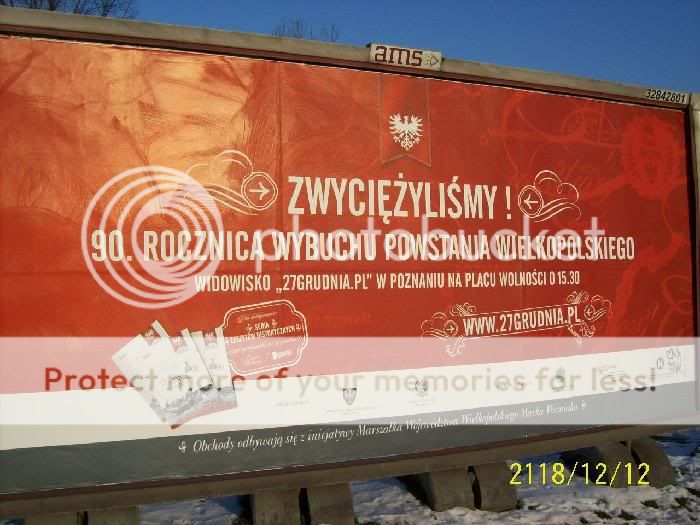 ams
32842801
ZWYCIĘŻYLIŚMY !
90. ROCZNICA WYBUCHU POWSTANIA WIELKOPOLSKIEGO
WIDOWISKO „27GRUDNIA.PL” W POZNANIU NA PLACU WOLNOŚCI O 15.30
WWW.27GRUDNIA.PL
SERIA
photobucket
Protect more of your memories for less!
Obchody odbywają się z inicjatywy Marszałka Województwa Wielkopolskiego Marka Woźniaka
2118/12/12